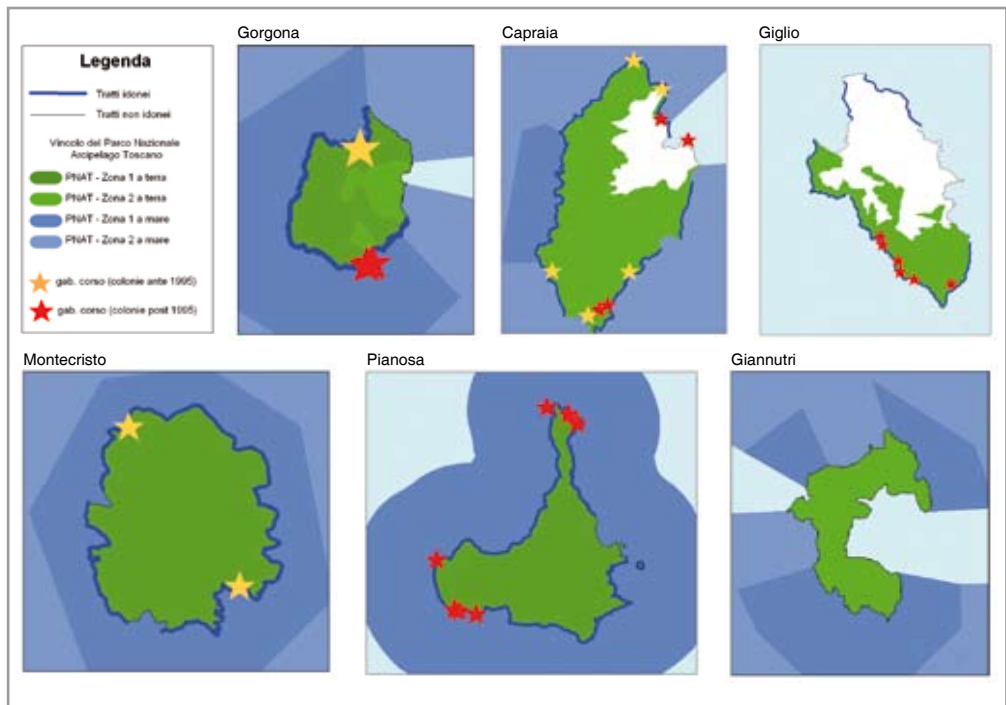 Gorgona
Capraia
Giglio
Legenda
Tratti idonei
Tratti non idonei
Vincolo del Parco Nazionale
Arcipelago Toscano
PNAT - Zona 1 a terra
PNAT - Zona 2 a terra
PNAT - Zona 1 a mare
PNAT - Zona 2 a mare
gab. corso (colonie ante 1995)
gab. corso (colonie post 1995)
Montecristo
Pianosa
Giannutri